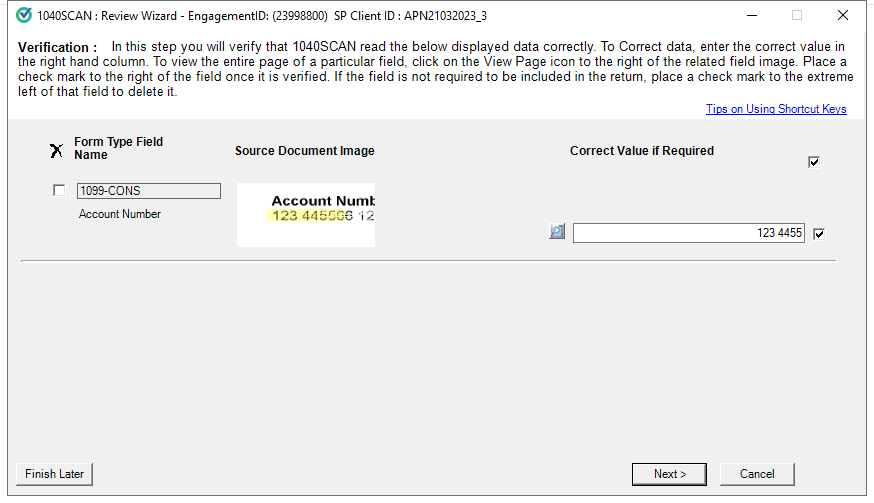 1040SCAN : Review Wizard - EngagementID: (23998800)  SP Client ID : APN21032023_3
Verification :   In this step you will verify that 1040SCAN read the below displayed data correctly. To Correct data, enter the correct value in
the right hand column. To view the entire page of a particular field, click on the View Page icon to the right of the related field image. Place a
check mark to the right of the field once it is verified. If the field is not required to be included in the return, place a check mark to the extreme
left of that field to delete it.
Tips on Using Shortcut Keys
Form Type Field
Name
Source Document Image
Correct Value if Required
1099-CONS
Account Number
Account Numb
123 12
123 4455
Finish Later
Next >
Cancel